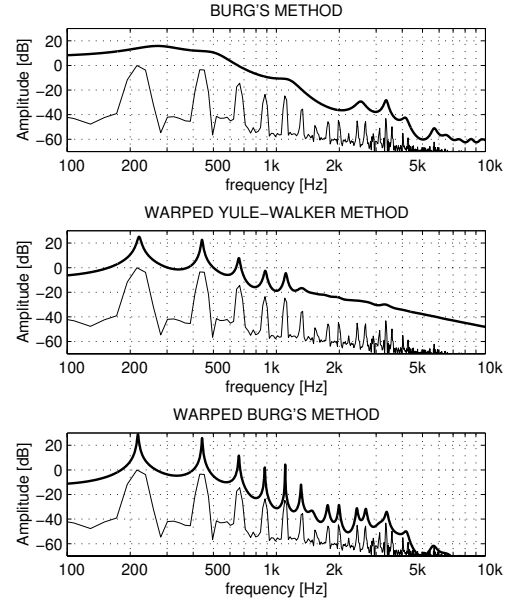 BURG'S METHOD
Amplitude [dB]
20
0
−20
−40
−60
100 200 500 1k 2k 5k 10k
frequency [Hz]
WARPED YULE−WALKER METHOD
Amplitude [dB]
20
0
−20
−40
−60
100 200 500 1k 2k 5k 10k
frequency [Hz]
WARPED BURG'S METHOD
Amplitude [dB]
20
0
−20
−40
−60
100 200 500 1k 2k 5k 10k
frequency [Hz]